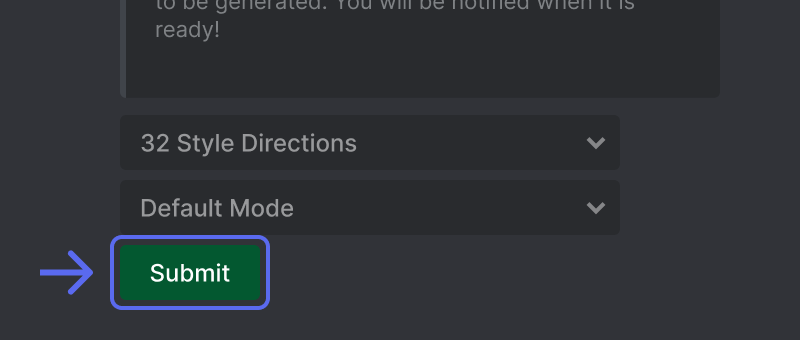 to be generated. You will be notified when it is
ready!
32 Style Directions
Default Mode
Submit